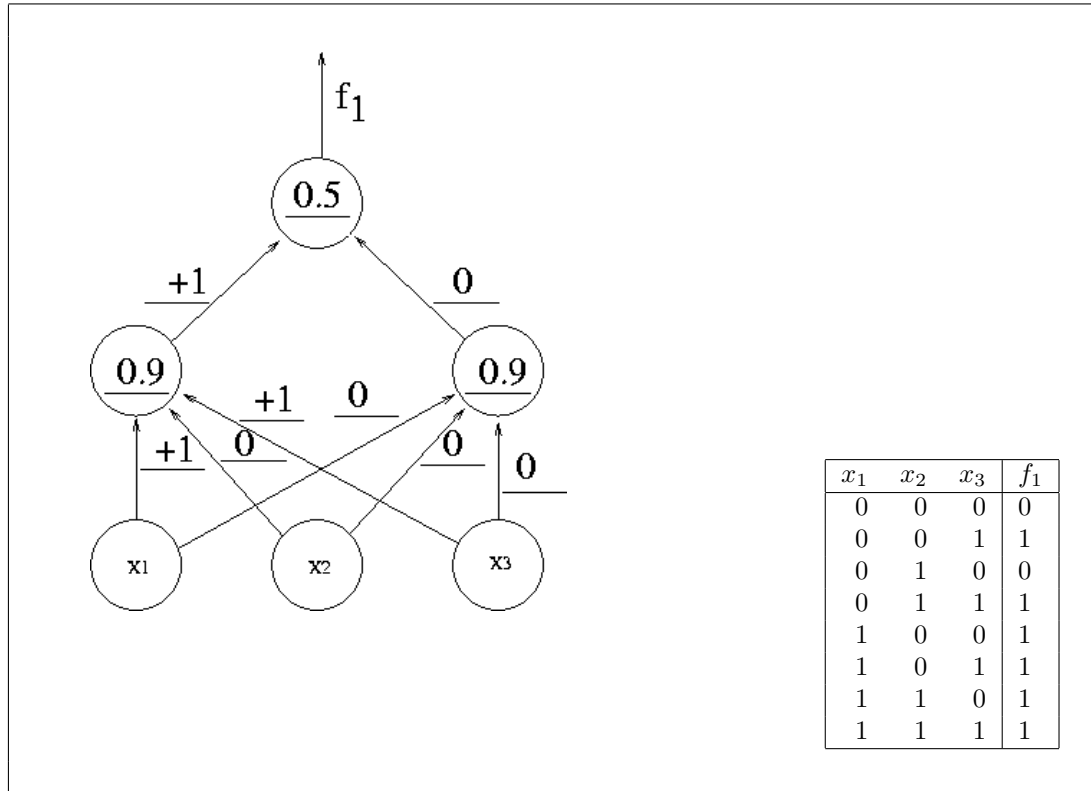 f1
0.5
+1 0
0.9 0.9
+1 0
+1 0 0 0
x1 x2 x3
x₁ x₂ x₃ f₁
0 0 0 0
0 0 1 1
0 1 0 0
0 1 1 1
1 0 0 1
1 0 1 1
1 1 0 1
1 1 1 1